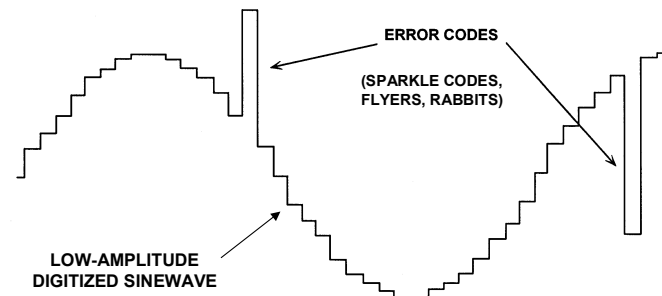 ERROR CODES
(SPARKLE CODES,
FLYERS, RABBITS)
LOW-AMPLITUDE
DIGITIZED SINEWAVE